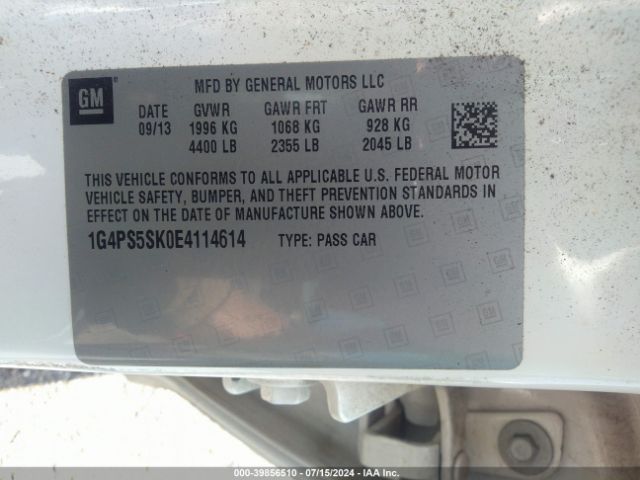 GM
MFD BY GENERAL MOTORS LLC
DATE GVWR GAWR FRT GAWR RR
09/13 1996 KG 1068 KG 928 KG
4400 LB 2355 LB 2045 LB
THIS VEHICLE CONFORMS TO ALL APPLICABLE U.S. FEDERAL MOTOR
VEHICLE SAFETY, BUMPER, AND THEFT PREVENTION STANDARDS IN
EFFECT ON THE DATE OF MANUFACTURE SHOWN ABOVE.
1G4PS5SK0E4114614 TYPE: PASS CAR
000-39856510 / 07/15/2024 / IAA Inc.